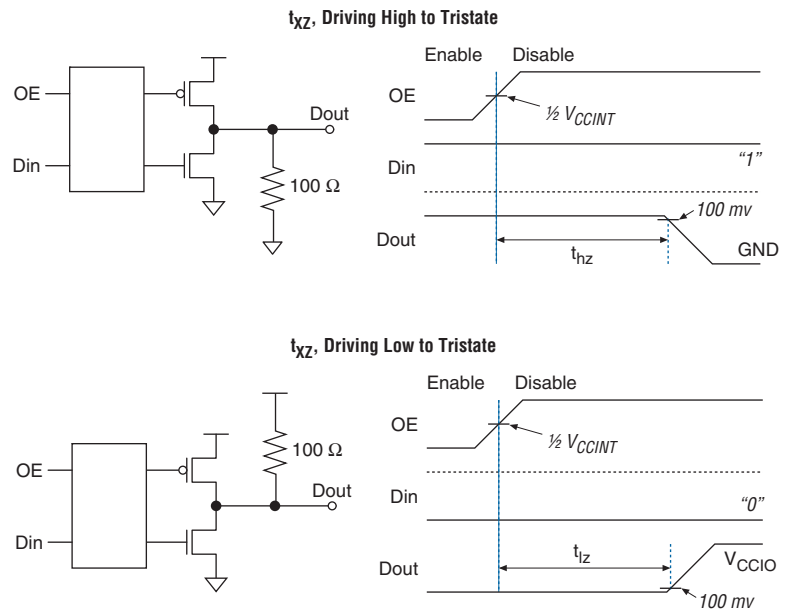 tXZ, Driving High to Tristate
Enable Disable
OE
Din
Dout
100 Ω
OE
½ VCCINT
Din
"1"
Dout
100 mv
thz
GND
tXZ, Driving Low to Tristate
Enable Disable
OE
Din
100 Ω
Dout
OE
½ VCCINT
Din
"0"
Dout
tlz
VCCIO
100 mv